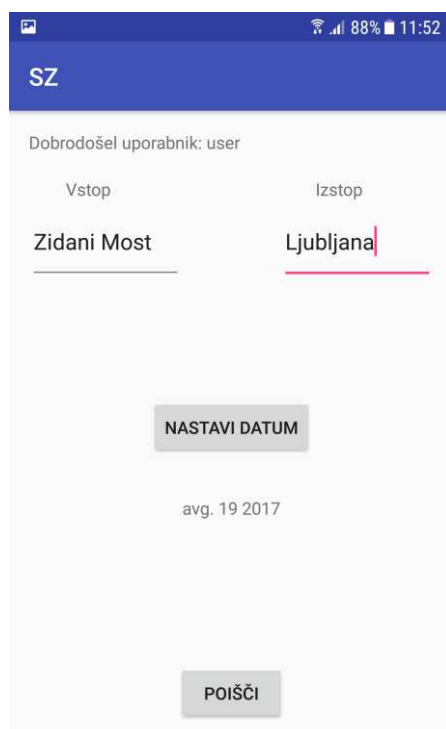 88% 11:52
SZ
Dobrodošel uporabnik: user
Vstop Izstop
Zidani Most Ljubljana
NASTAVI DATUM
avg. 19 2017
POIŠČI